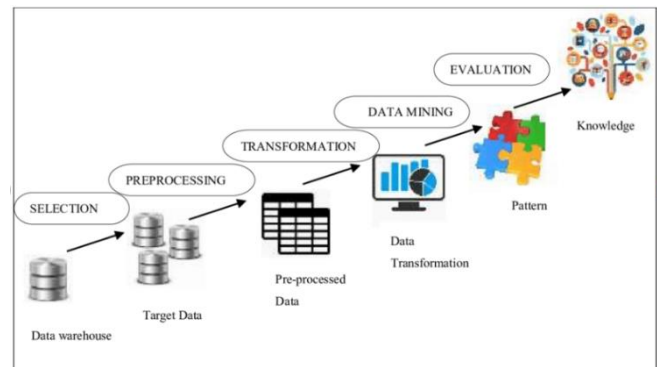 EVALUATION
Knowledge
DATA MINING
Pattern
TRANSFORMATION
Data
Transformation
PREPROCESSING
Pre-processed
Data
SELECTION
Target Data
Data warehouse